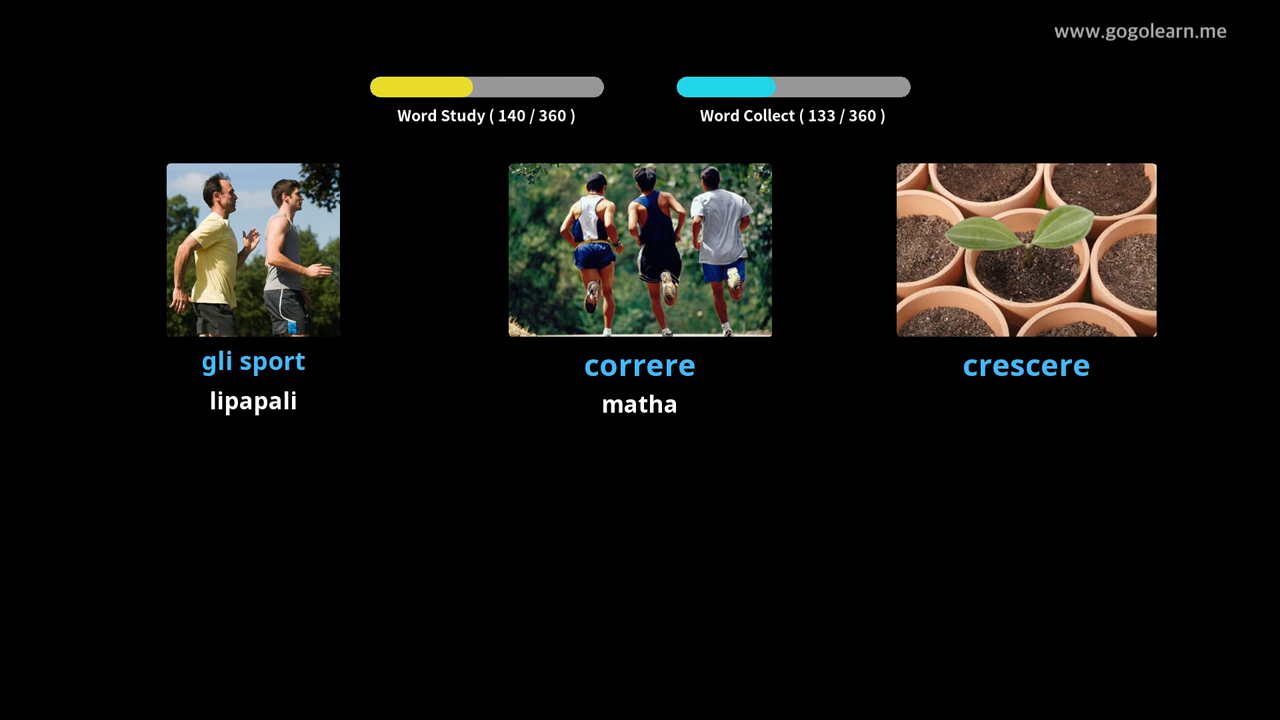 www.gogolearn.me
Word Study ( 140 / 360 )
Word Collect ( 133 / 360 )
gli sport
lipapali
correre
matha
crescere